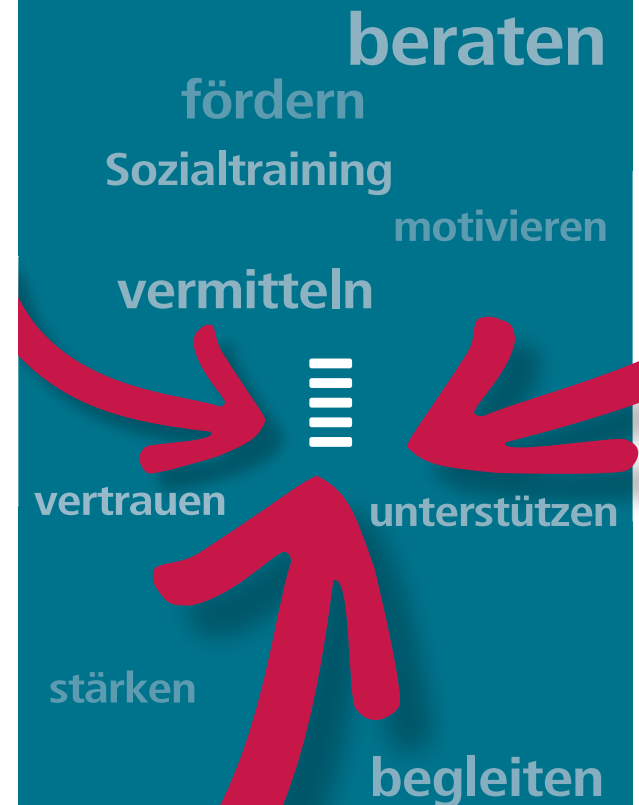 beraten
fördern
Sozialtraining
motivieren
vermitteln
vertrauen
unterstützen
stärken
begleiten